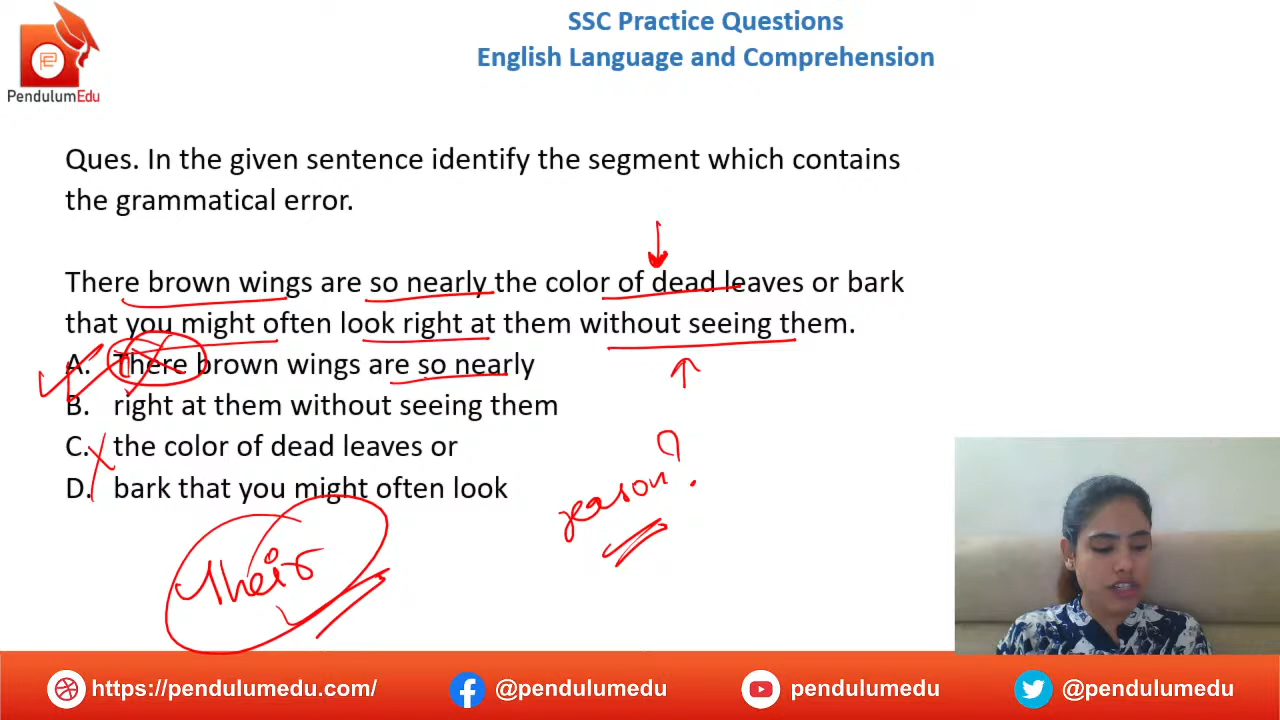 SSC Practice Questions
English Language and Comprehension
PendulumEdu
Ques. In the given sentence identify the segment which contains
the grammatical error.
There brown wings are so nearly the color of dead leaves or bark
that you might often look right at them without seeing them.
A. There brown wings are so nearly
B. right at them without seeing them
C. the color of dead leaves or
D. bark that you might often look
reason?
Their
https://pendulumedu.com/
@pendulumedu
pendulumedu
@pendulumedu